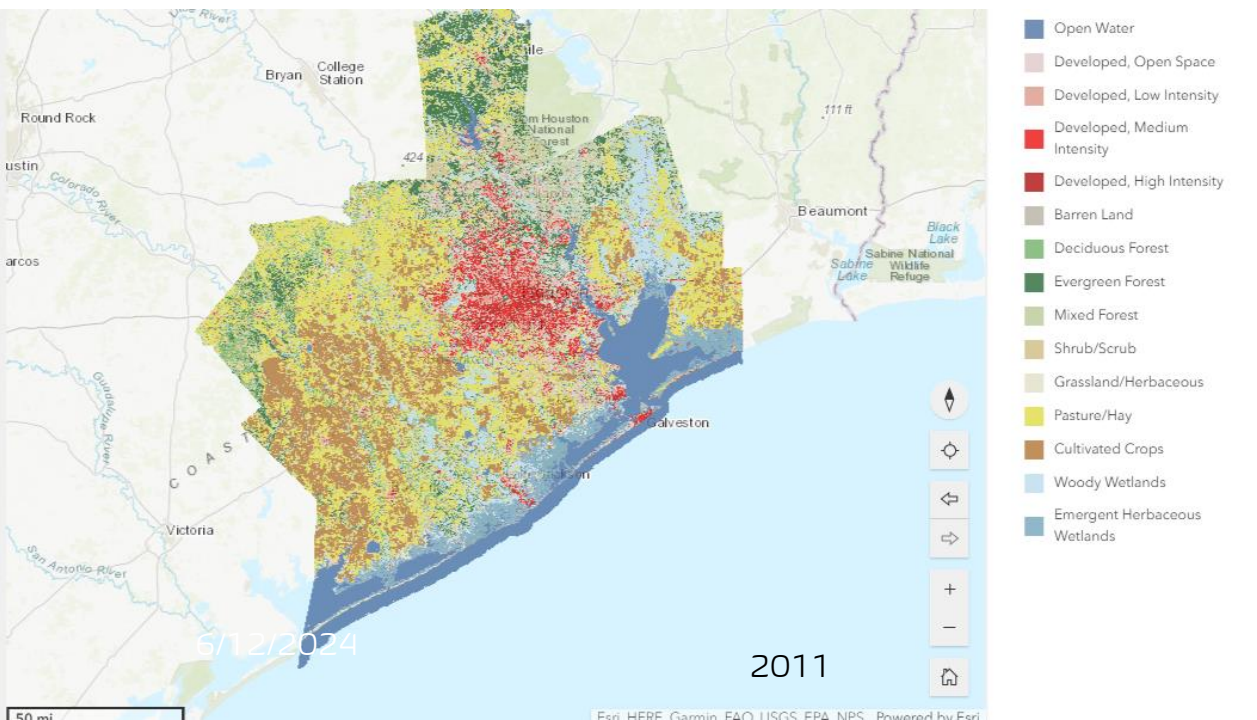 River
ile
College
Station
Bryan
Round Rock
m Houston
National
Forest
111 ft
424
ustin
Colorado
River
Beaumont
Black
Lake
Sabine National
Wildlife
Refuge
Sabine
Lake
arcos
Guadalupe River
COAST
Galveston
Victoria
San Antonio River
6/12/2024
2011
50 mi
Esri, HERE, Garmin, FAO, USGS, EPA, NPS
Powered by Esri
Open Water
Developed, Open Space
Developed, Low Intensity
Developed, Medium
Intensity
Developed, High Intensity
Barren Land
Deciduous Forest
Evergreen Forest
Mixed Forest
Shrub/Scrub
Grassland/Herbaceous
Pasture/Hay
Cultivated Crops
Woody Wetlands
Emergent Herbaceous
Wetlands